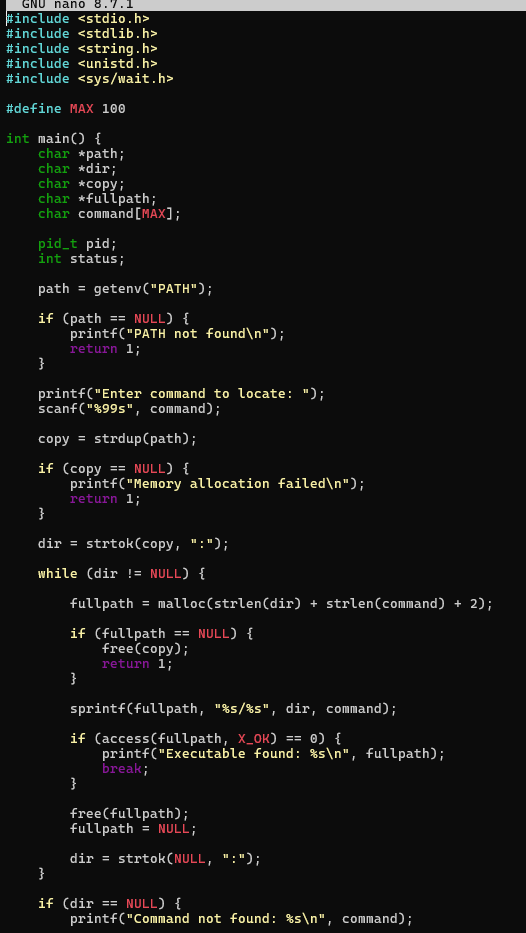 GNU nano 8.7.1
#include <stdio.h>
#include <stdlib.h>
#include <string.h>
#include <unistd.h>
#include <sys/wait.h>

#define MAX 100

int main() {
    char *path;
    char *dir;
    char *copy;
    char *fullpath;
    char command[MAX];

    pid_t pid;
    int status;

    path = getenv("PATH");

    if (path == NULL) {
        printf("PATH not found\n");
        return 1;
    }

    printf("Enter command to locate: ");
    scanf("%99s", command);

    copy = strdup(path);

    if (copy == NULL) {
        printf("Memory allocation failed\n");
        return 1;
    }

    dir = strtok(copy, ":");

    while (dir != NULL) {

        fullpath = malloc(strlen(dir) + strlen(command) + 2);

        if (fullpath == NULL) {
            free(copy);
            return 1;
        }

        sprintf(fullpath, "%s/%s", dir, command);

        if (access(fullpath, X_OK) == 0) {
            printf("Executable found: %s\n", fullpath);
            break;
        }

        free(fullpath);
        fullpath = NULL;

        dir = strtok(NULL, ":");
    }

    if (dir == NULL) {
        printf("Command not found: %s\n", command);